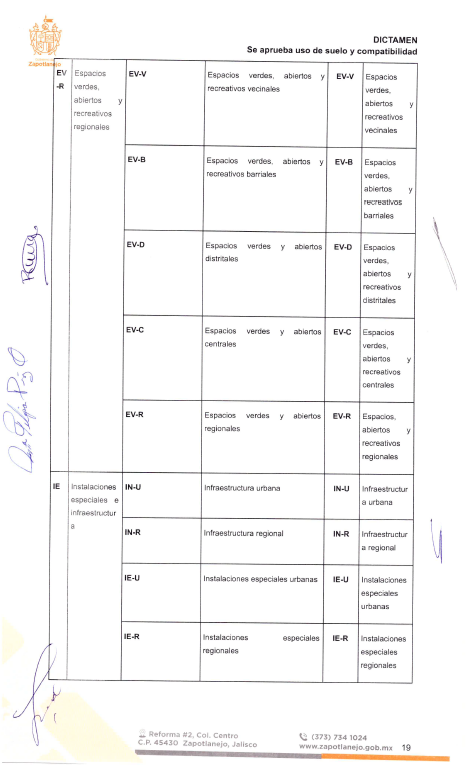 DICTAMEN
Se aprueba uso de suelo y compatibilidad
Zapotlanejo
EV
-R
Espacios
verdes,
abiertos y
recreativos
regionales
EV-V
Espacios verdes, abiertos y
recreativos vecinales
EV-V
Espacios
verdes,
abiertos y
recreativos
vecinales
EV-B
Espacios verdes, abiertos y
recreativos barriales
EV-B
Espacios
verdes,
abiertos y
recreativos
barriales
EV-D
Espacios verdes y abiertos
distritales
EV-D
Espacios
verdes,
abiertos y
recreativos
distritales
EV-C
Espacios verdes y abiertos
centrales
EV-C
Espacios
verdes,
abiertos y
recreativos
centrales
EV-R
Espacios verdes y abiertos
regionales
EV-R
Espacios,
abiertos y
recreativos
regionales
IE
Instalaciones
especiales e
infraestructur
a
IN-U
Infraestructura urbana
IN-U
Infraestructur
a urbana
IN-R
Infraestructura regional
IN-R
Infraestructur
a regional
IE-U
Instalaciones especiales urbanas
IE-U
Instalaciones
especiales
urbanas
IE-R
Instalaciones especiales
regionales
IE-R
Instalaciones
especiales
regionales
Reforma #2, Col. Centro
C.P. 45430 Zapotlanejo, Jalisco
(373) 734 1024
www.zapotlanejo.gob.mx 19